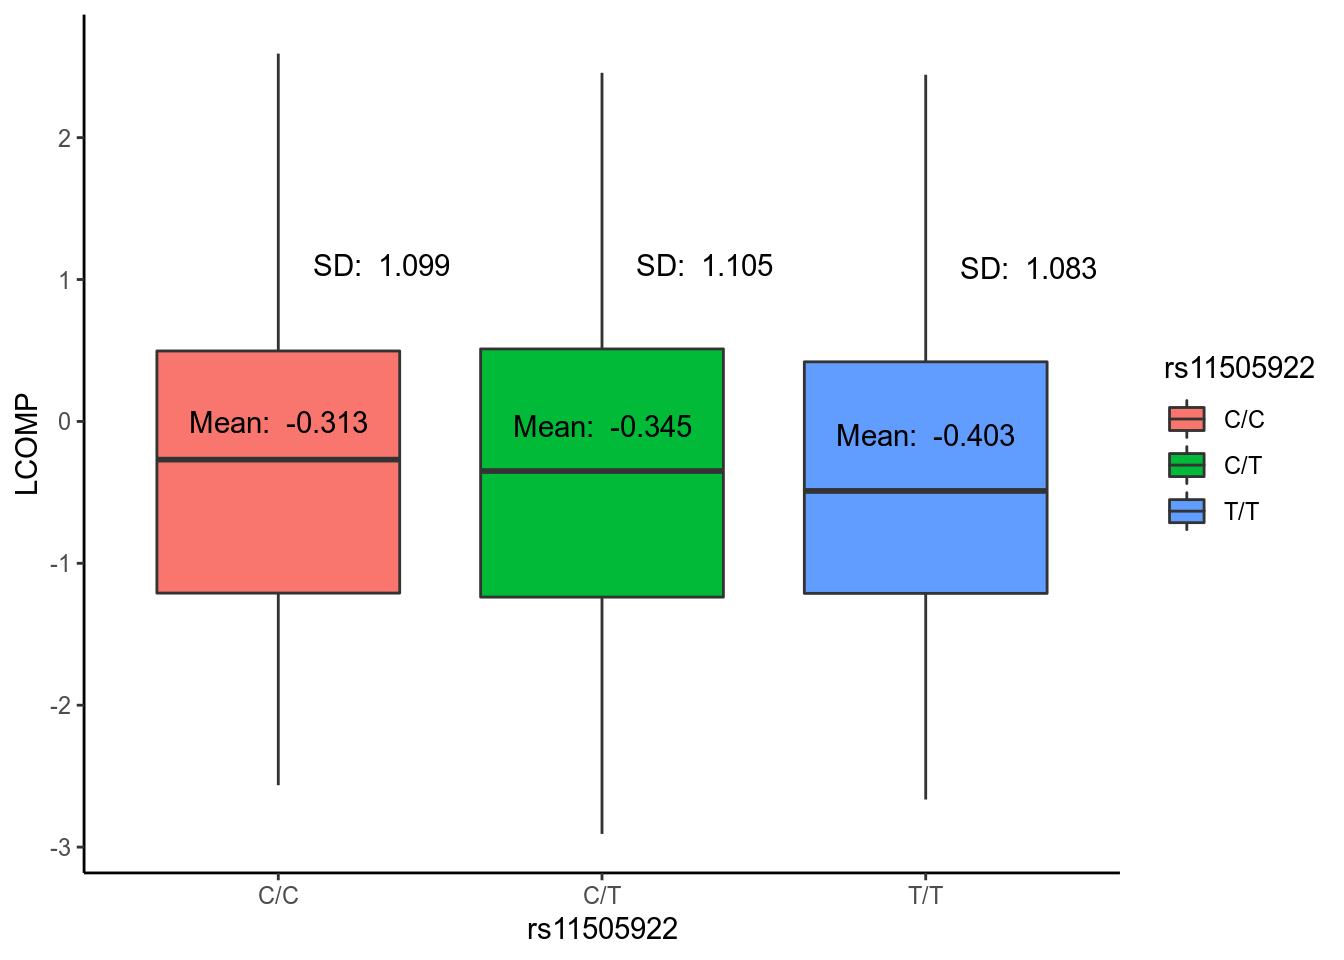 2
1
0
-1
-2
-3
LCOMP
SD:  1.099
SD:  1.105
SD:  1.083
Mean:  -0.313
Mean:  -0.345
Mean:  -0.403
C/C
C/T
T/T
rs11505922
rs11505922
C/C
C/T
T/T